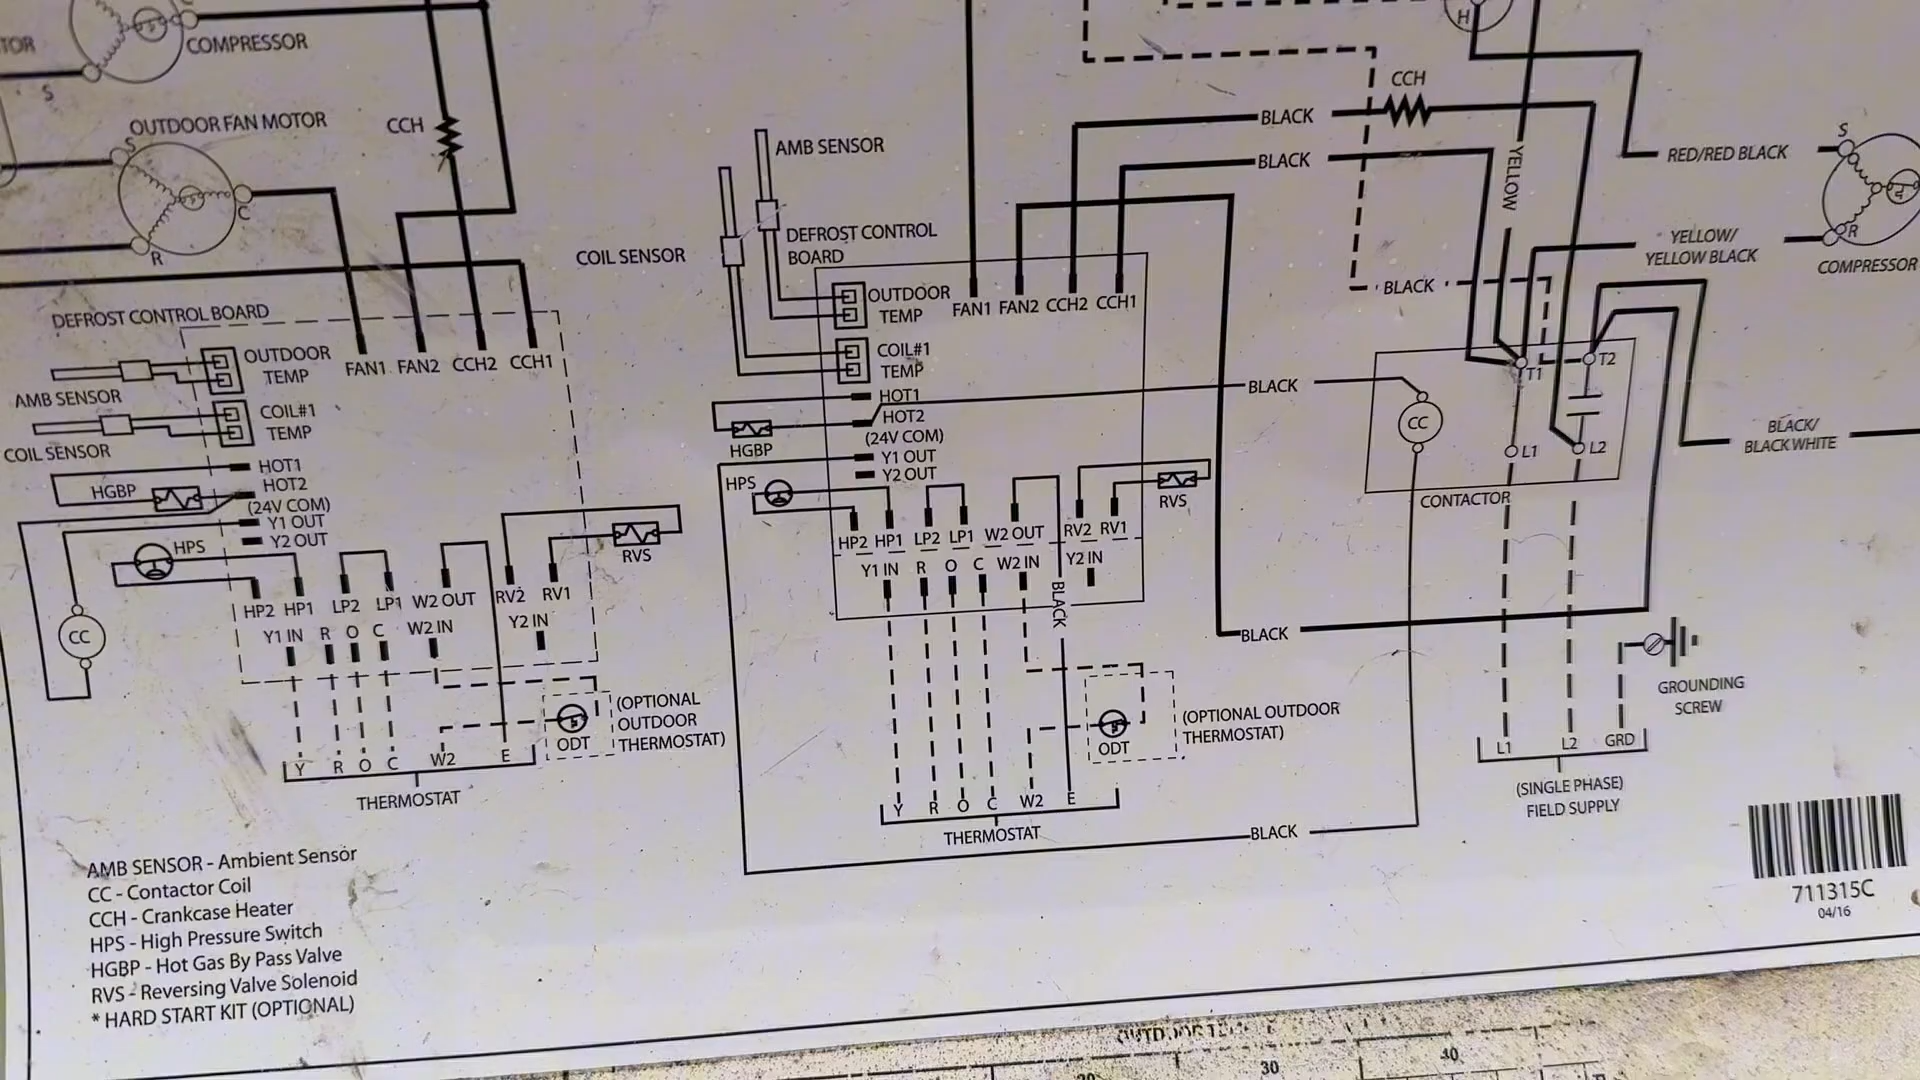 TOR
COMPRESSOR
S
OUTDOOR FAN MOTOR
S
C
R
CCH
DEFROST CONTROL BOARD
OUTDOOR
TEMP
COIL#1
TEMP
AMB SENSOR
COIL SENSOR
FAN1
FAN2
CCH2
CCH1
HOT1
HOT2
(24V COM)
Y1 OUT
Y2 OUT
HGBP
HPS
CC
RVS
HP2
HP1
LP2
LP1
W2 OUT
RV2
RV1
Y1 IN
R
O
C
W2 IN
Y2 IN
(OPTIONAL
OUTDOOR
THERMOSTAT)
ODT
Y
R
O
C
W2
E
THERMOSTAT
AMB SENSOR - Ambient Sensor
CC - Contactor Coil
CCH - Crankcase Heater
HPS - High Pressure Switch
HGBP - Hot Gas By Pass Valve
RVS - Reversing Valve Solenoid
* HARD START KIT (OPTIONAL)
AMB SENSOR
COIL SENSOR
DEFROST CONTROL
BOARD
OUTDOOR
TEMP
COIL#1
TEMP
FAN1
FAN2
CCH2
CCH1
HOT1
HOT2
(24V COM)
Y1 OUT
Y2 OUT
HGBP
HPS
RVS
HP2
HP1
LP2
LP1
W2 OUT
RV2
RV1
Y1 IN
R
O
C
W2 IN
Y2 IN
BLACK
ODT
(OPTIONAL OUTDOOR
THERMOSTAT)
Y
R
O
C
W2
E
THERMOSTAT
H
CCH
BLACK
BLACK
YELLOW
RED/RED BLACK
S
R
YELLOW/
YELLOW BLACK
COMPRESSOR
BLACK
BLACK
CC
T1
T2
L1
L2
CONTACTOR
BLACK/
BLACK WHITE
BLACK
GROUNDING
SCREW
L1
L2
GRD
(SINGLE PHASE)
FIELD SUPPLY
BLACK
711315C
04/16
30
40